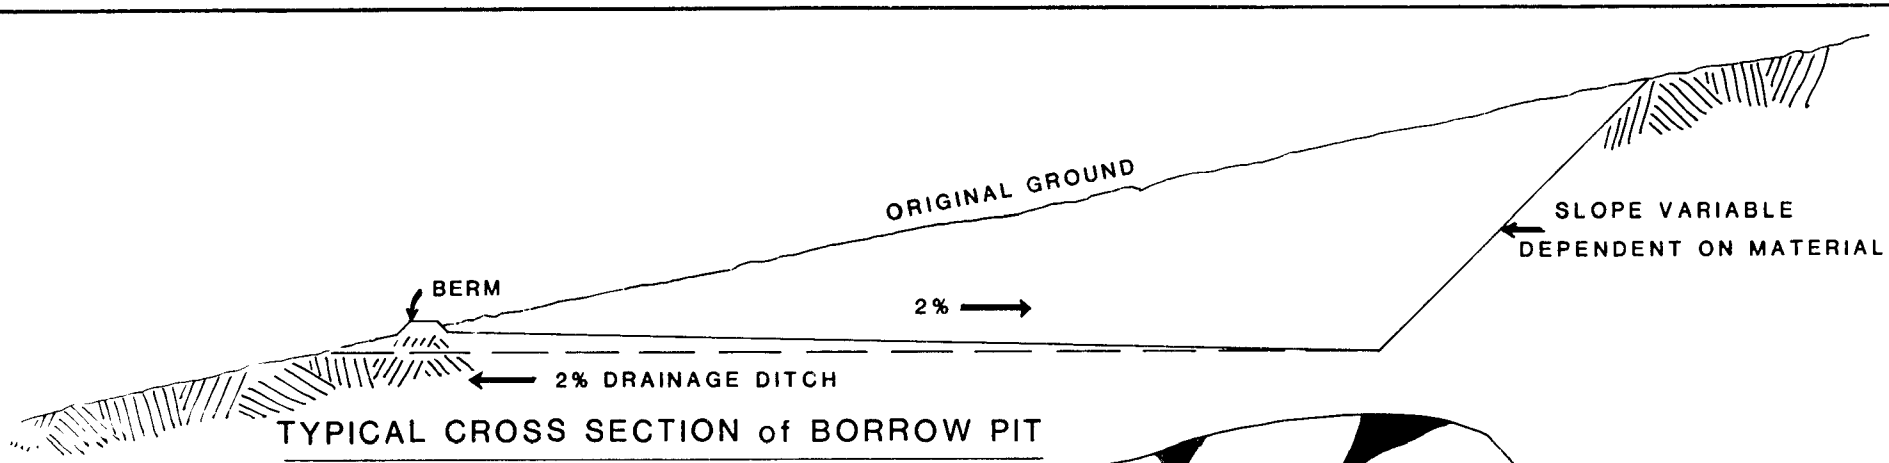 ORIGINAL GROUND
SLOPE VARIABLE
DEPENDENT ON MATERIAL
BERM
2%
2% DRAINAGE DITCH
TYPICAL CROSS SECTION of BORROW PIT